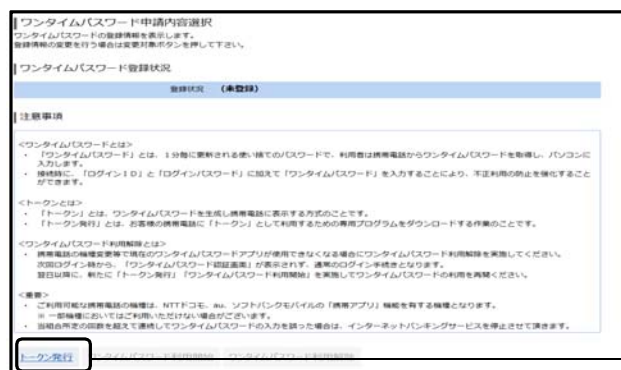 ワンタイムパスワード申請内容選択
ワンタイムパスワードの登録情報を表示します。
登録情報の変更を行う場合は変更対象ボタンを押して下さい。
ワンタイムパスワード登録状況
登録状況 (未登録)
注意事項
<ワンタイムパスワードとは>
・ 「ワンタイムパスワード」とは、1分毎に更新される使い捨てのパスワードで、利用者は携帯電話からワンタイムパスワードを取得し、パソコンに
入力します。
・ 接続時に、「ログインID」と「ログインパスワード」に加えて「ワンタイムパスワード」を入力することにより、不正利用の防止を強化すること
ができます。
<トークンとは>
・ 「トークン」とは、ワンタイムパスワードを生成し携帯電話に表示する方式のことです。
・ 「トークン発行」とは、お客様の携帯電話に「トークン」として利用するための専用プログラムをダウンロードする作業のことです。
<ワンタイムパスワード利用解除とは>
・ 携帯電話の機種変更等で現在のワンタイムパスワードアプリが使用できなくなる場合にワンタイムパスワード利用解除を実施してください。
次回ログイン時から、「ワンタイムパスワード認証画面」が表示されず、通常のログイン手続きとなります。
翌日以降に、新たに「トークン発行」「ワンタイムパスワード利用開始」を実施してワンタイムパスワードの利用を再開ください。
<重要>
・ ご利用可能な携帯電話の機種は、NTTドコモ、au、ソフトバンクモバイルの「携帯アプリ」機能を有する機種となります。
※ 一部機種においてはご利用いただけない場合がございます。
・ 当組合所定の回数を超えて連続してワンタイムパスワードの入力を誤った場合は、インターネットバンキングサービスを停止させて頂きます。
トークン発行 ワンタイムパスワード利用開始 ワンタイムパスワード利用解除